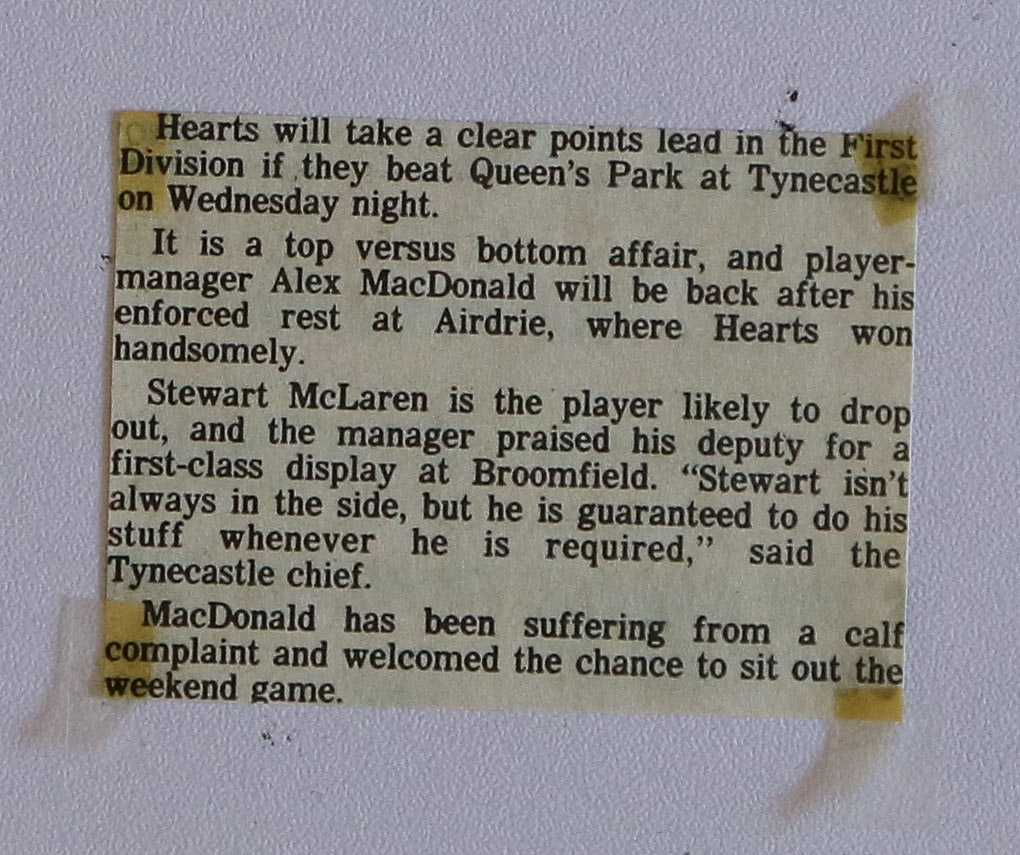 Hearts will take a clear points lead in the First
Division if they beat Queen's Park at Tynecastle
on Wednesday night.
It is a top versus bottom affair, and player-
manager Alex MacDonald will be back after his
enforced rest at Airdrie, where Hearts won
handsomely.
Stewart McLaren is the player likely to drop
out, and the manager praised his deputy for a
first-class display at Broomfield. “Stewart isn't
always in the side, but he is guaranteed to do his
stuff whenever he is required,” said the
Tynecastle chief.
MacDonald has been suffering from a calf
complaint and welcomed the chance to sit out the
weekend game.